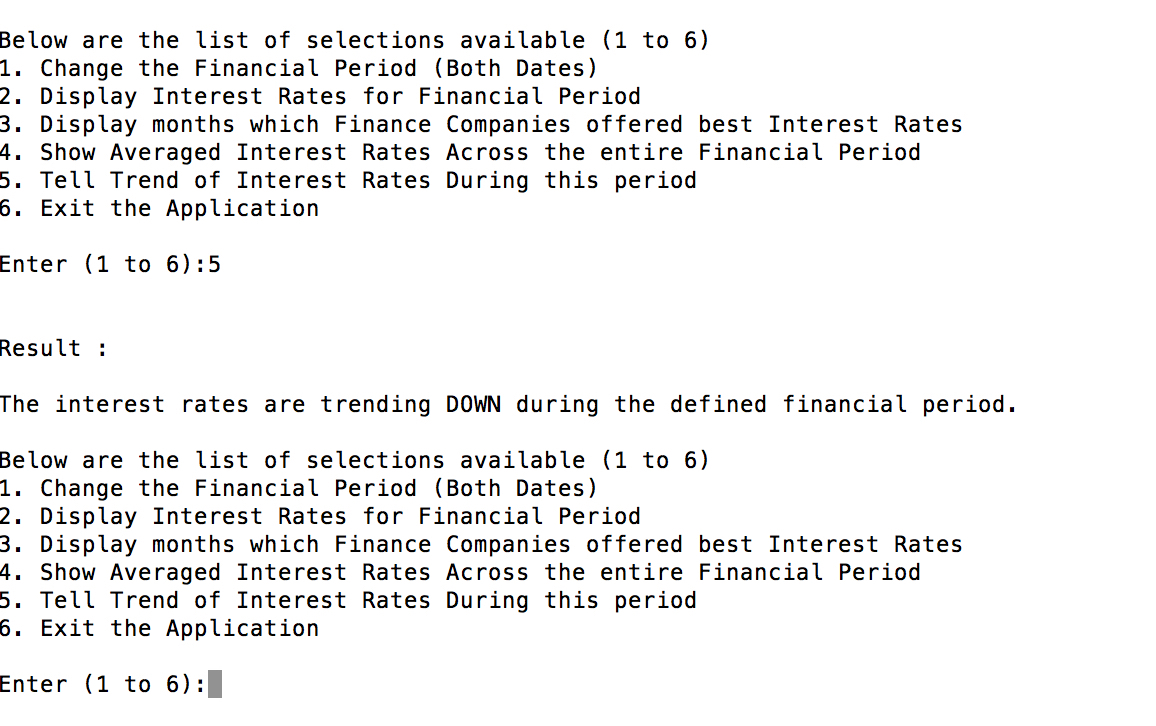 Below are the list of selections available (1 to 6)
1. Change the Financial Period (Both Dates)
2. Display Interest Rates for Financial Period
3. Display months which Finance Companies offered best Interest Rates
4. Show Averaged Interest Rates Across the entire Financial Period
5. Tell Trend of Interest Rates During this period
6. Exit the Application
Enter (1 to 6):5
Result :
The interest rates are trending DOWN during the defined financial period.
Below are the list of selections available (1 to 6)
1. Change the Financial Period (Both Dates)
2. Display Interest Rates for Financial Period
3. Display months which Finance Companies offered best Interest Rates
4. Show Averaged Interest Rates Across the entire Financial Period
5. Tell Trend of Interest Rates During this period
6. Exit the Application
Enter (1 to 6):